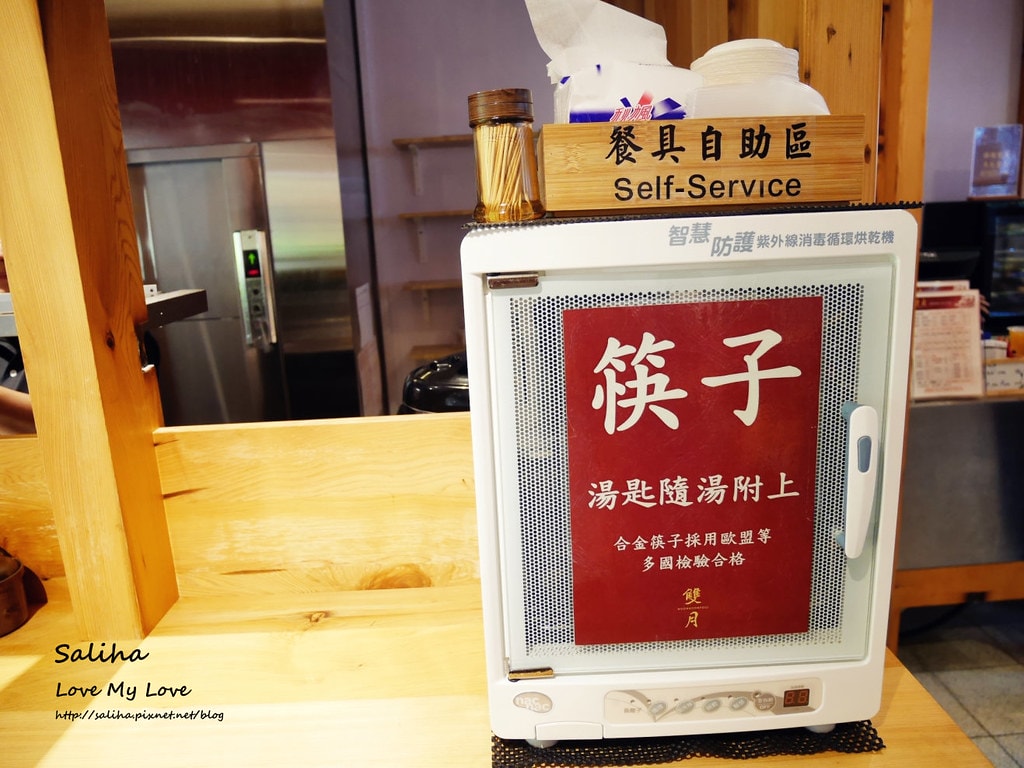 餐具自助區
Self-Service
智慧防護紫外線消毒循環烘乾機
筷子
湯匙隨湯附上
合金筷子採用歐盟等
多國檢驗合格
雙月
Saliha
Love My Love
http://saliha.pixnet.net/blog